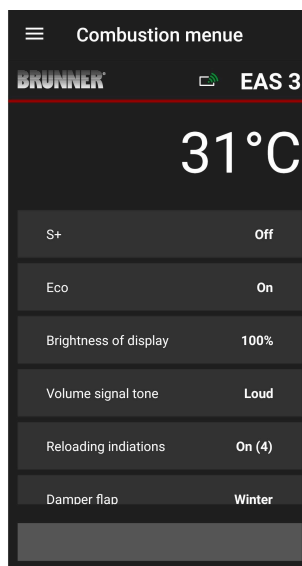 Combustion menue
BRUNNER EAS 3
31°C
S+ Off
Eco On
Brightness of display 100%
Volume signal tone Loud
Reloading indiations On (4)
Damper flap Winter